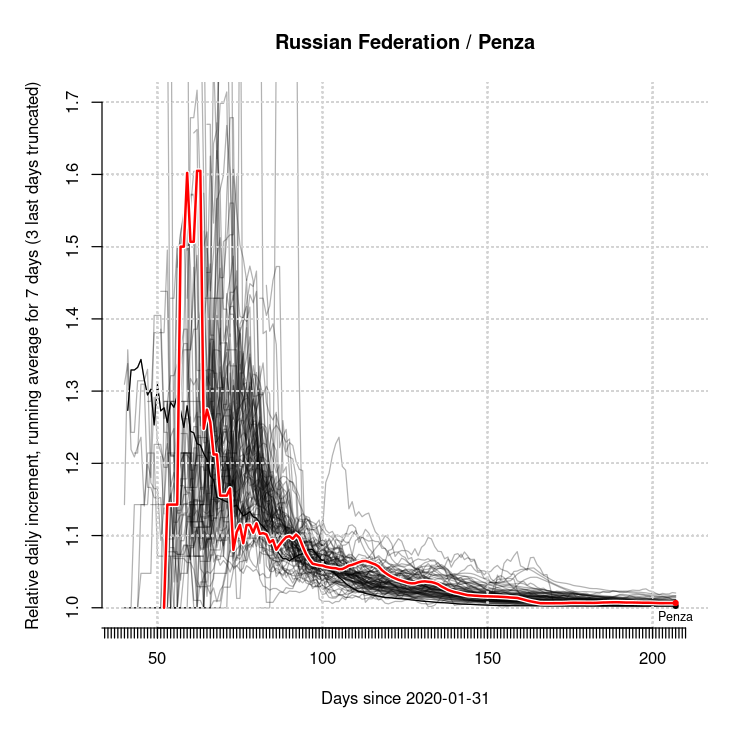 Russian Federation / Penza
Relative daily increment, running average for 7 days (3 last days truncated)
1.7
1.6
1.5
1.4
1.3
1.2
1.1
1.0
Penza
50 100 150 200
Days since 2020-01-31